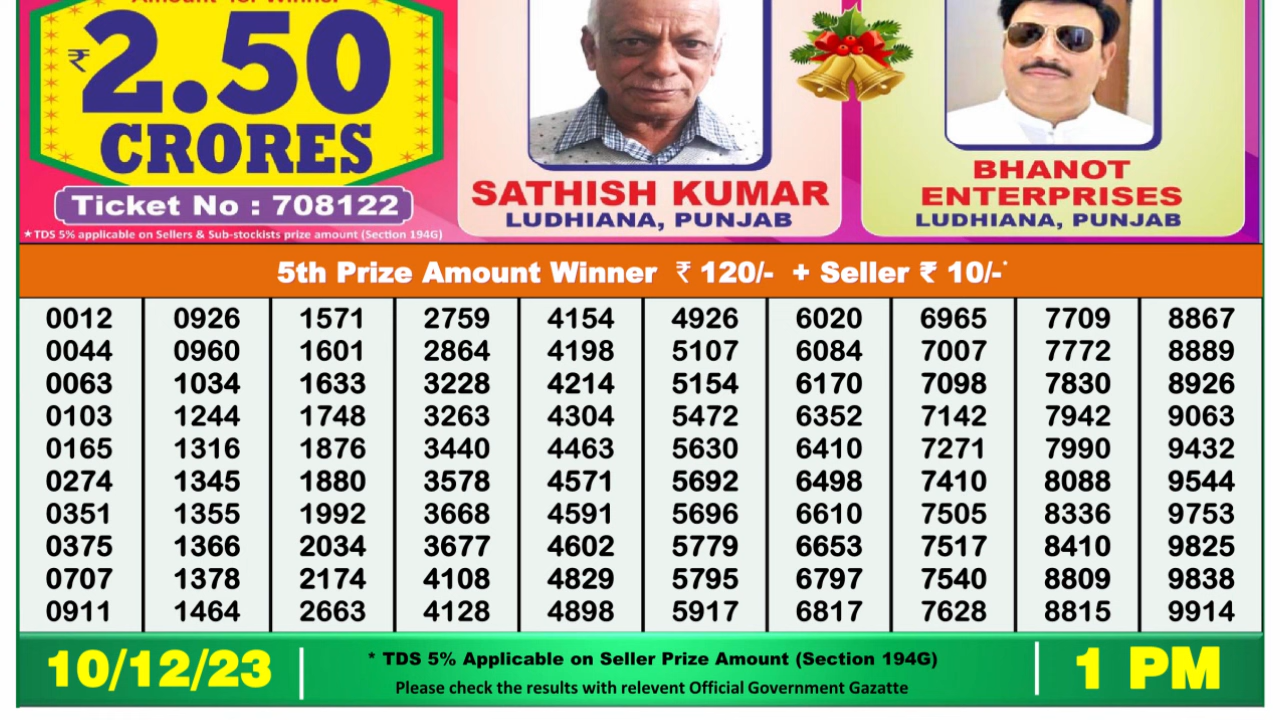 Amount for Winner
₹2.50
CRORES
Ticket No : 708122
★TDS 5% applicable on Sellers & Sub-stockists prize amount (Section 194G)
SATHISH KUMAR
LUDHIANA, PUNJAB
BHANOT
ENTERPRISES
LUDHIANA, PUNJAB
5th Prize Amount Winner ₹ 120/- + Seller ₹ 10/-*
0012 0926 1571 2759 4154 4926 6020 6965 7709 8867
0044 0960 1601 2864 4198 5107 6084 7007 7772 8889
0063 1034 1633 3228 4214 5154 6170 7098 7830 8926
0103 1244 1748 3263 4304 5472 6352 7142 7942 9063
0165 1316 1876 3440 4463 5630 6410 7271 7990 9432
0274 1345 1880 3578 4571 5692 6498 7410 8088 9544
0351 1355 1992 3668 4591 5696 6610 7505 8336 9753
0375 1366 2034 3677 4602 5779 6653 7517 8410 9825
0707 1378 2174 4108 4829 5795 6797 7540 8809 9838
0911 1464 2663 4128 4898 5917 6817 7628 8815 9914
10/12/23
* TDS 5% Applicable on Seller Prize Amount (Section 194G)
Please check the results with relevent Official Government Gazatte
1 PM